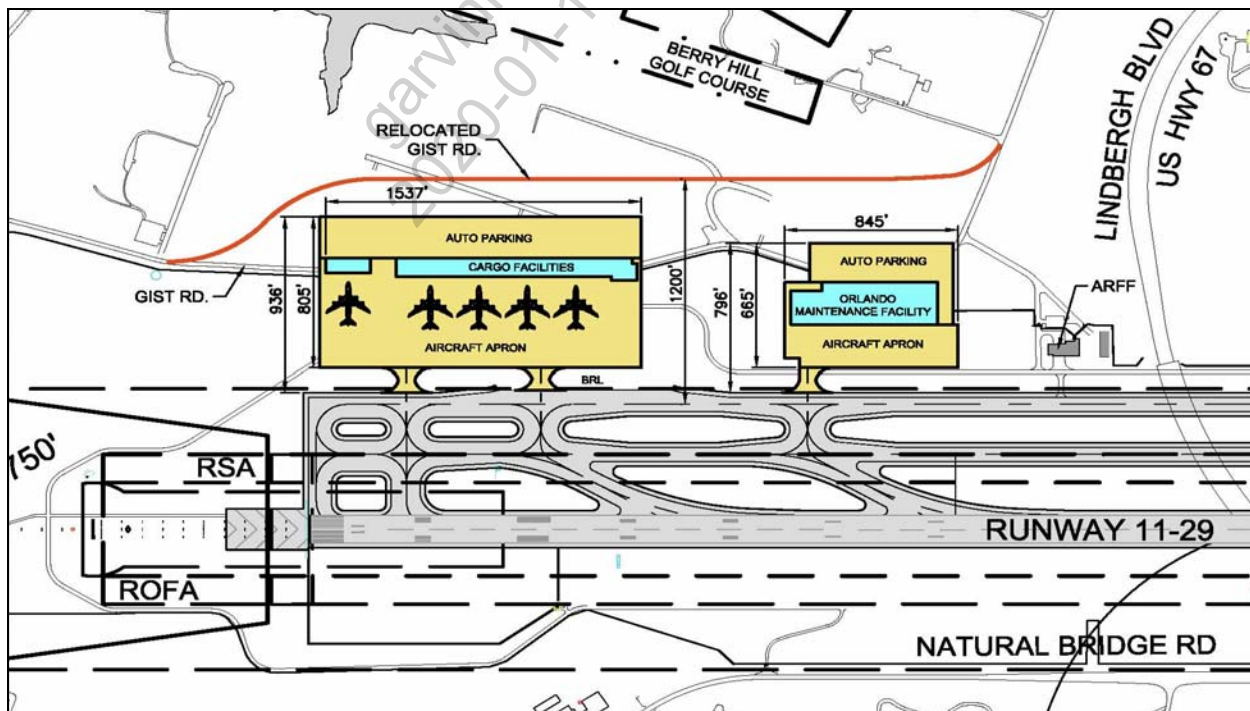 BERRY HILL
GOLF COURSE
LINDBERGH BLVD
US HWY 67
RELOCATED
GIST RD.
1537'
845'
AUTO PARKING
CARGO FACILITIES
AIRCRAFT APRON
936'
805'
GIST RD.
1200'
796'
665'
AUTO PARKING
ORLANDO
MAINTENANCE FACILITY
AIRCRAFT APRON
ARFF
BRL
750'
RSA
ROFA
RUNWAY 11-29
NATURAL BRIDGE RD